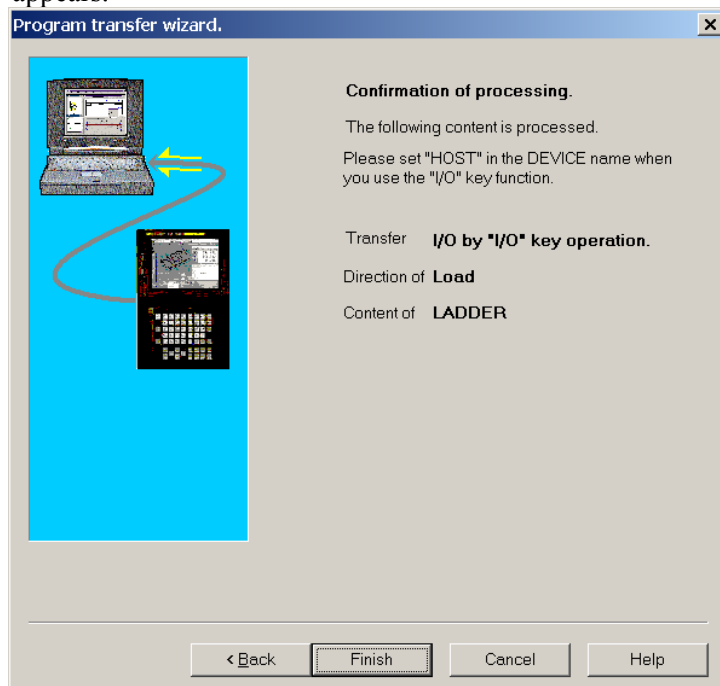 appears.
Program transfer wizard.
Confirmation of processing.
The following content is processed.
Please set "HOST" in the DEVICE name when
you use the "I/O" key function.
Transfer I/O by "I/O" key operation.
Direction of Load
Content of LADDER
< Back Finish Cancel Help